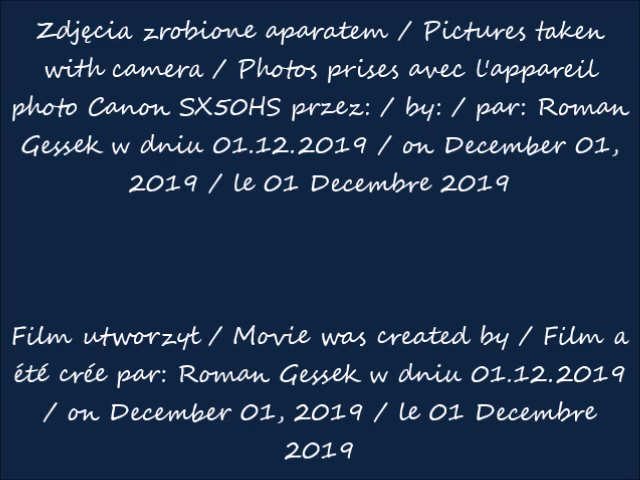 Zdjęcia zrobione aparatem / Pictures taken
with camera / Photos prises avec l'appareil
photo Canon SX50HS przez: / by: / par: Roman
Gessek w dniu 01.12.2019 / on December 01,
2019 / le 01 Decembre 2019
Film utworzył / Movie was created by / Film a
été crée par: Roman Gessek w dniu 01.12.2019
/ on December 01, 2019 / le 01 Decembre
2019